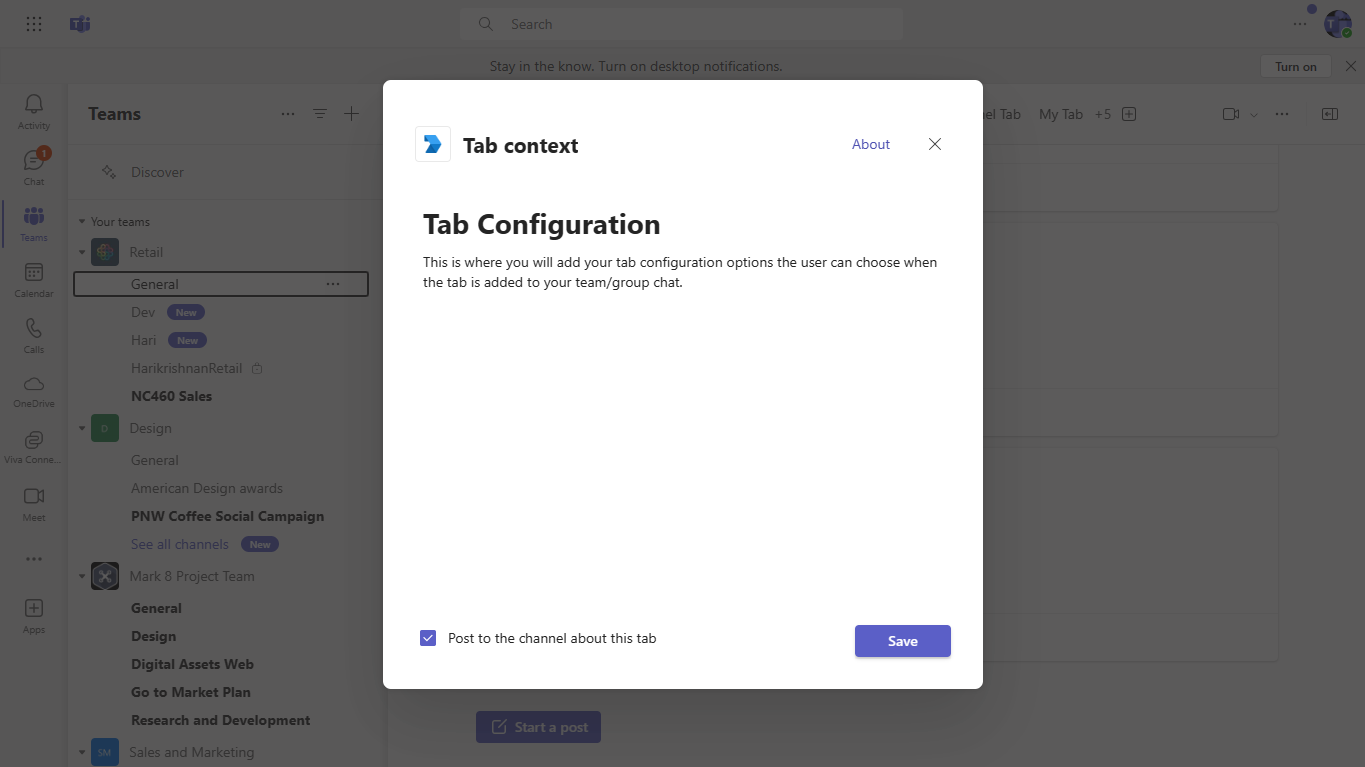 Search
T
Stay in the know. Turn on desktop notifications.
Turn on
Activity
1
Chat
Teams
Calendar
Calls
OneDrive
Viva Conne...
Meet
Apps
Teams
Discover
Your teams
Retail
General
Dev New
Hari New
HarikrishnanRetail
NC460 Sales
D Design
General
American Design awards
PNW Coffee Social Campaign
See all channels New
Mark 8 Project Team
General
Design
Digital Assets Web
Go to Market Plan
Research and Development
SM Sales and Marketing
Tab My Tab +5
Tab context
About
Tab Configuration
This is where you will add your tab configuration options the user can choose when
the tab is added to your team/group chat.
Post to the channel about this tab
Save
Start a post